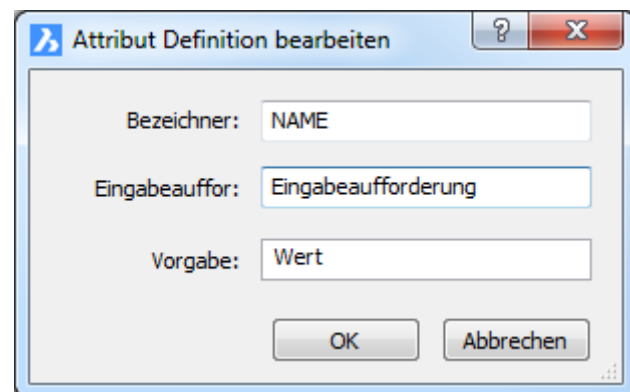 Attribut Definition bearbeiten
Bezeichner: NAME
Eingabeauffor: Eingabeaufforderung
Vorgabe: Wert
OK Abbrechen